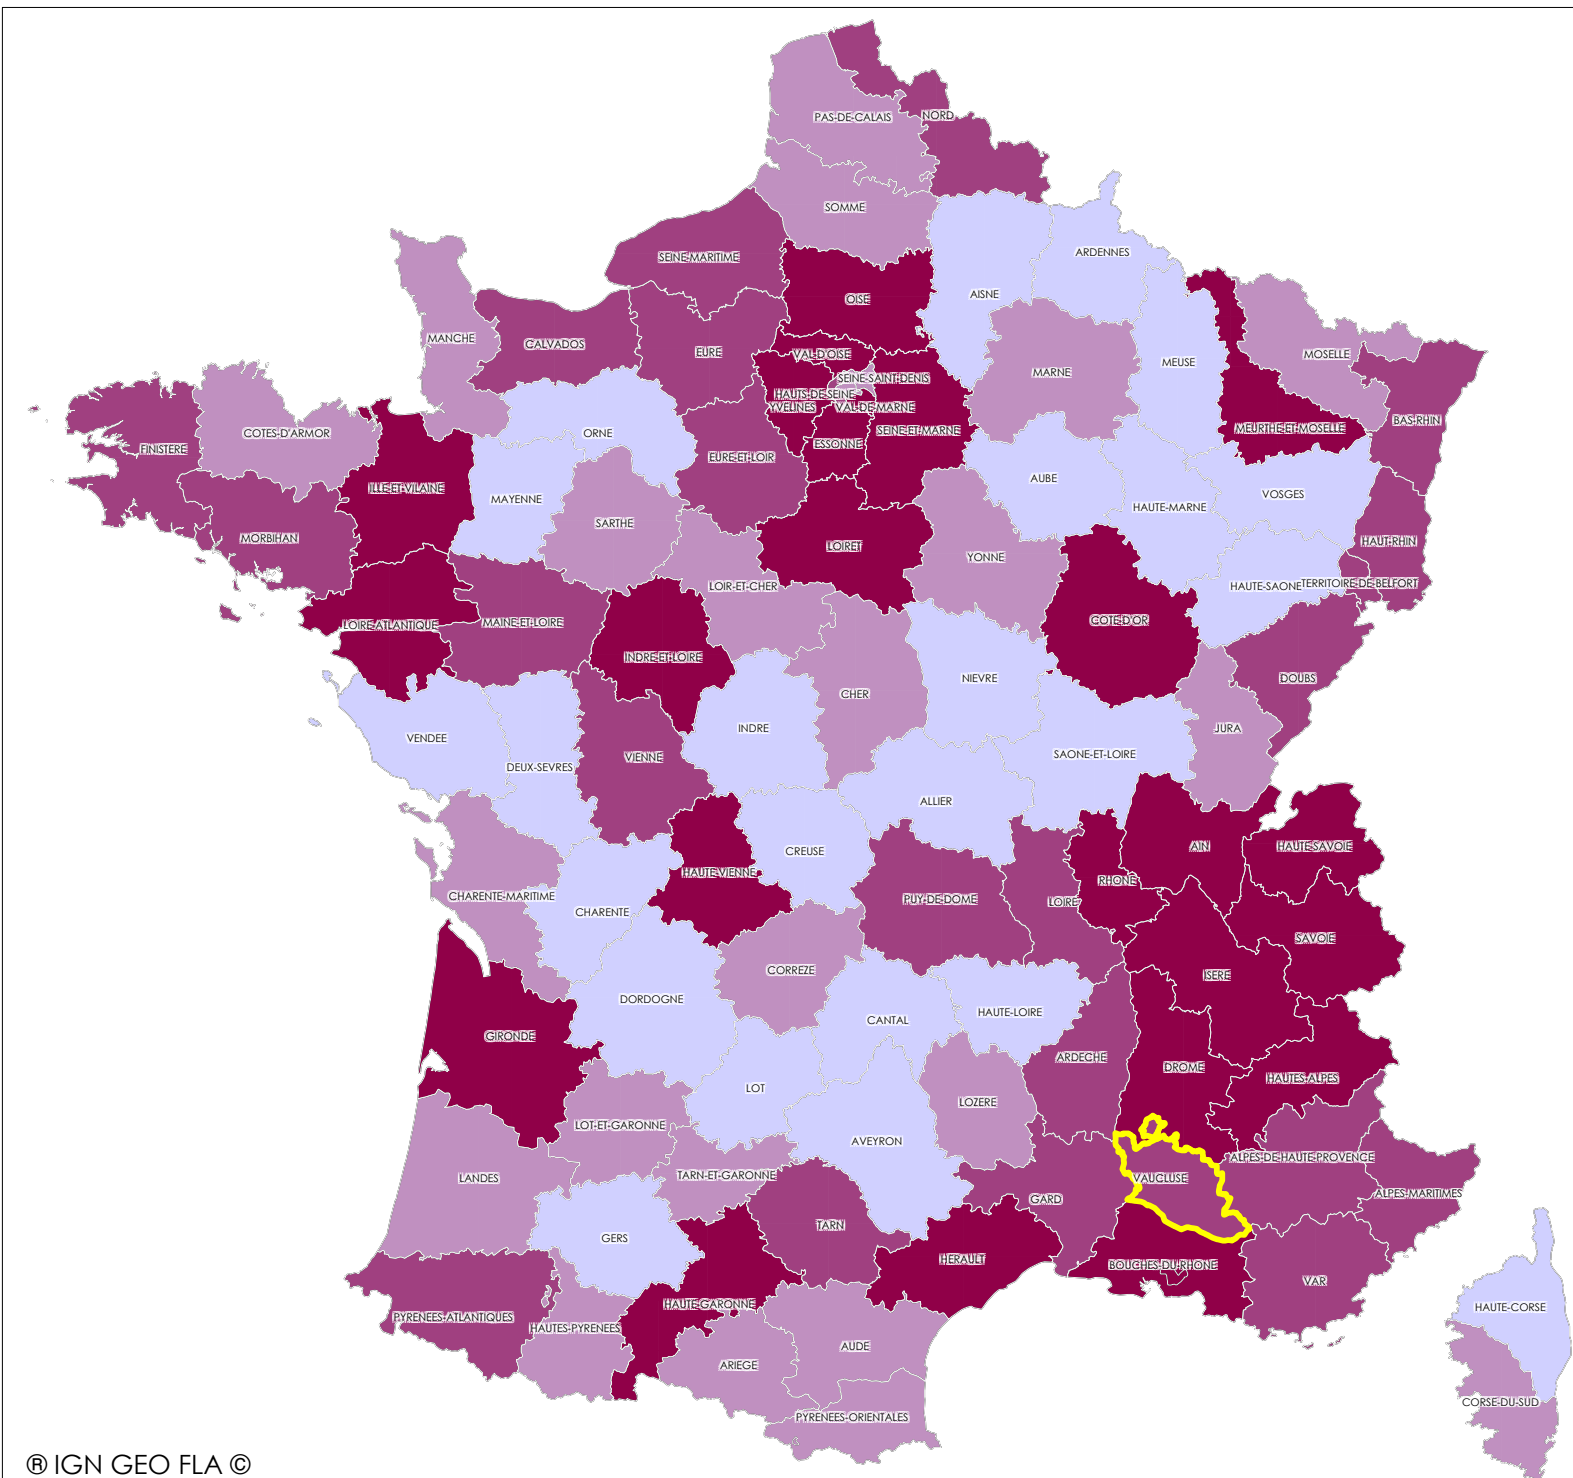 NORD
PAS-DE-CALAIS
SOMME
ARDENNES
SEINE-MARITIME
AISNE
OISE
MANCHE
CALVADOS
EURE
VAL-D'OISE
MOSELLE
MEUSE
MARNE
SEINE-SAINT-DENIS
HAUTS-DE-SEINE
YVELINES
VAL-DE-MARNE
BAS-RHIN
MEURTHE-ET-MOSELLE
SEINE-ET-MARNE
COTES-D'ARMOR
ORNE
ESSONNE
FINISTERE
EURE-ET-LOIR
AUBE
ILLE-ET-VILAINE
VOSGES
MAYENNE
HAUTE-MARNE
SARTHE
MORBIHAN
HAUT-RHIN
LOIRET
YONNE
LOIR-ET-CHER
HAUTE-SAONE
TERRITOIRE-DE-BELFORT
COTE-D'OR
MAINE-ET-LOIRE
LOIRE-ATLANTIQUE
INDRE-ET-LOIRE
NIEVRE
DOUBS
CHER
INDRE
JURA
VENDEE
SAONE-ET-LOIRE
VIENNE
DEUX-SEVRES
ALLIER
AIN
HAUTE-SAVOIE
CREUSE
HAUTE-VIENNE
RHONE
CHARENTE-MARITIME
PUY-DE-DOME
LOIRE
CHARENTE
SAVOIE
CORREZE
ISERE
DORDOGNE
HAUTE-LOIRE
CANTAL
GIRONDE
ARDECHE
DROME
HAUTES-ALPES
LOT
LOZERE
LOT-ET-GARONNE
AVEYRON
ALPES-DE-HAUTE-PROVENCE
TARN-ET-GARONNE
LANDES
VAUCLUSE
ALPES-MARITIMES
GARD
TARN
GERS
HERAULT
BOUCHES-DU-RHONE
VAR
HAUTE-GARONNE
HAUTE-CORSE
PYRENEES-ATLANTIQUES
HAUTES-PYRENEES
AUDE
ARIEGE
CORSE-DU-SUD
PYRENEES-ORIENTALES
® IGN GEO FLA ©